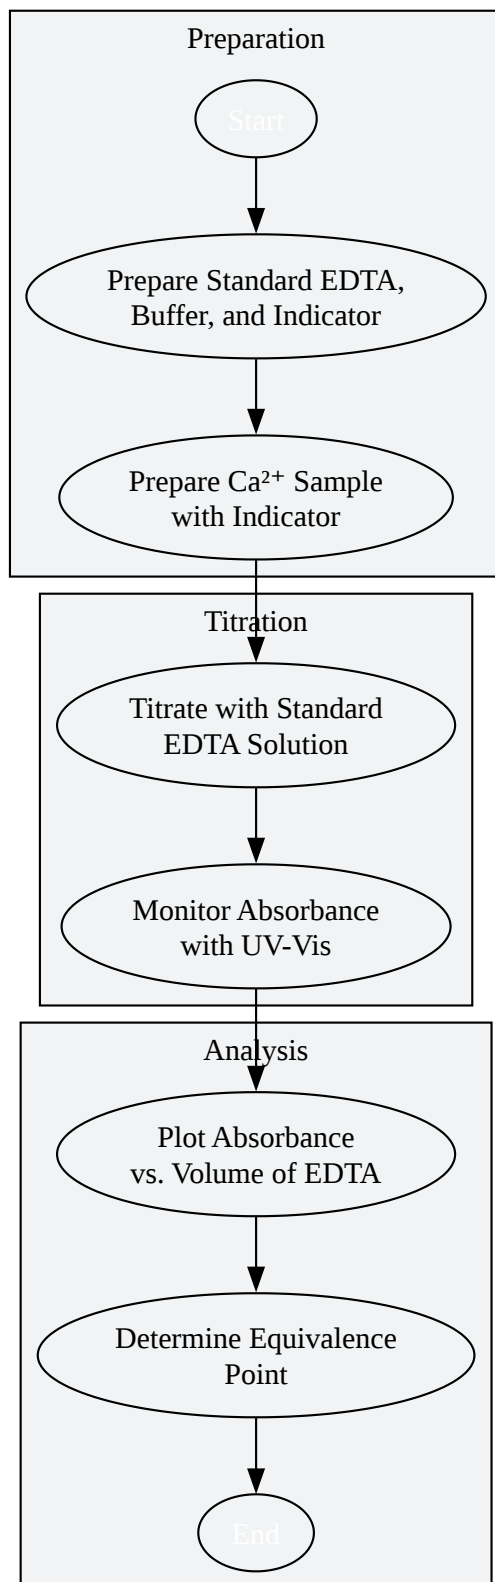 Preparation
Start
Prepare Standard EDTA,
Buffer, and Indicator
Prepare Ca²⁺ Sample
with Indicator
Titration
Titrate with Standard
EDTA Solution
Monitor Absorbance
with UV-Vis
Analysis
Plot Absorbance
vs. Volume of EDTA
Determine Equivalence
Point
End